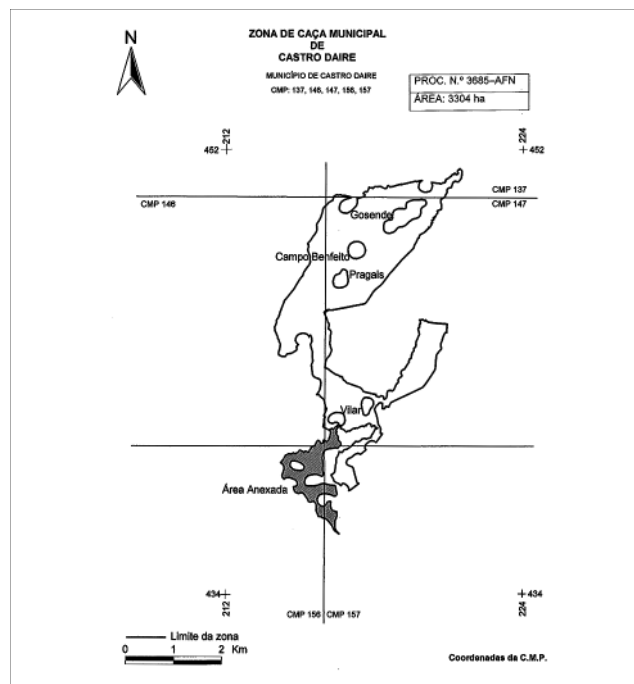 N
ZONA DE CAÇA MUNICIPAL
DE
CASTRO DAIRE
MUNICÍPIO DE CASTRO DAIRE
CMP: 137, 146, 147, 156, 157
PROC. N.º 3685–AFN
ÁREA: 3304 ha
212
224
452
452
CMP 137
CMP 146
CMP 147
Gosende
Campo Benfeito
Pragais
Vilar
Área Anexada
434
434
212
224
CMP 156
CMP 157
Limite da zona
0 1 2 Km
Coordenadas da C.M.P.